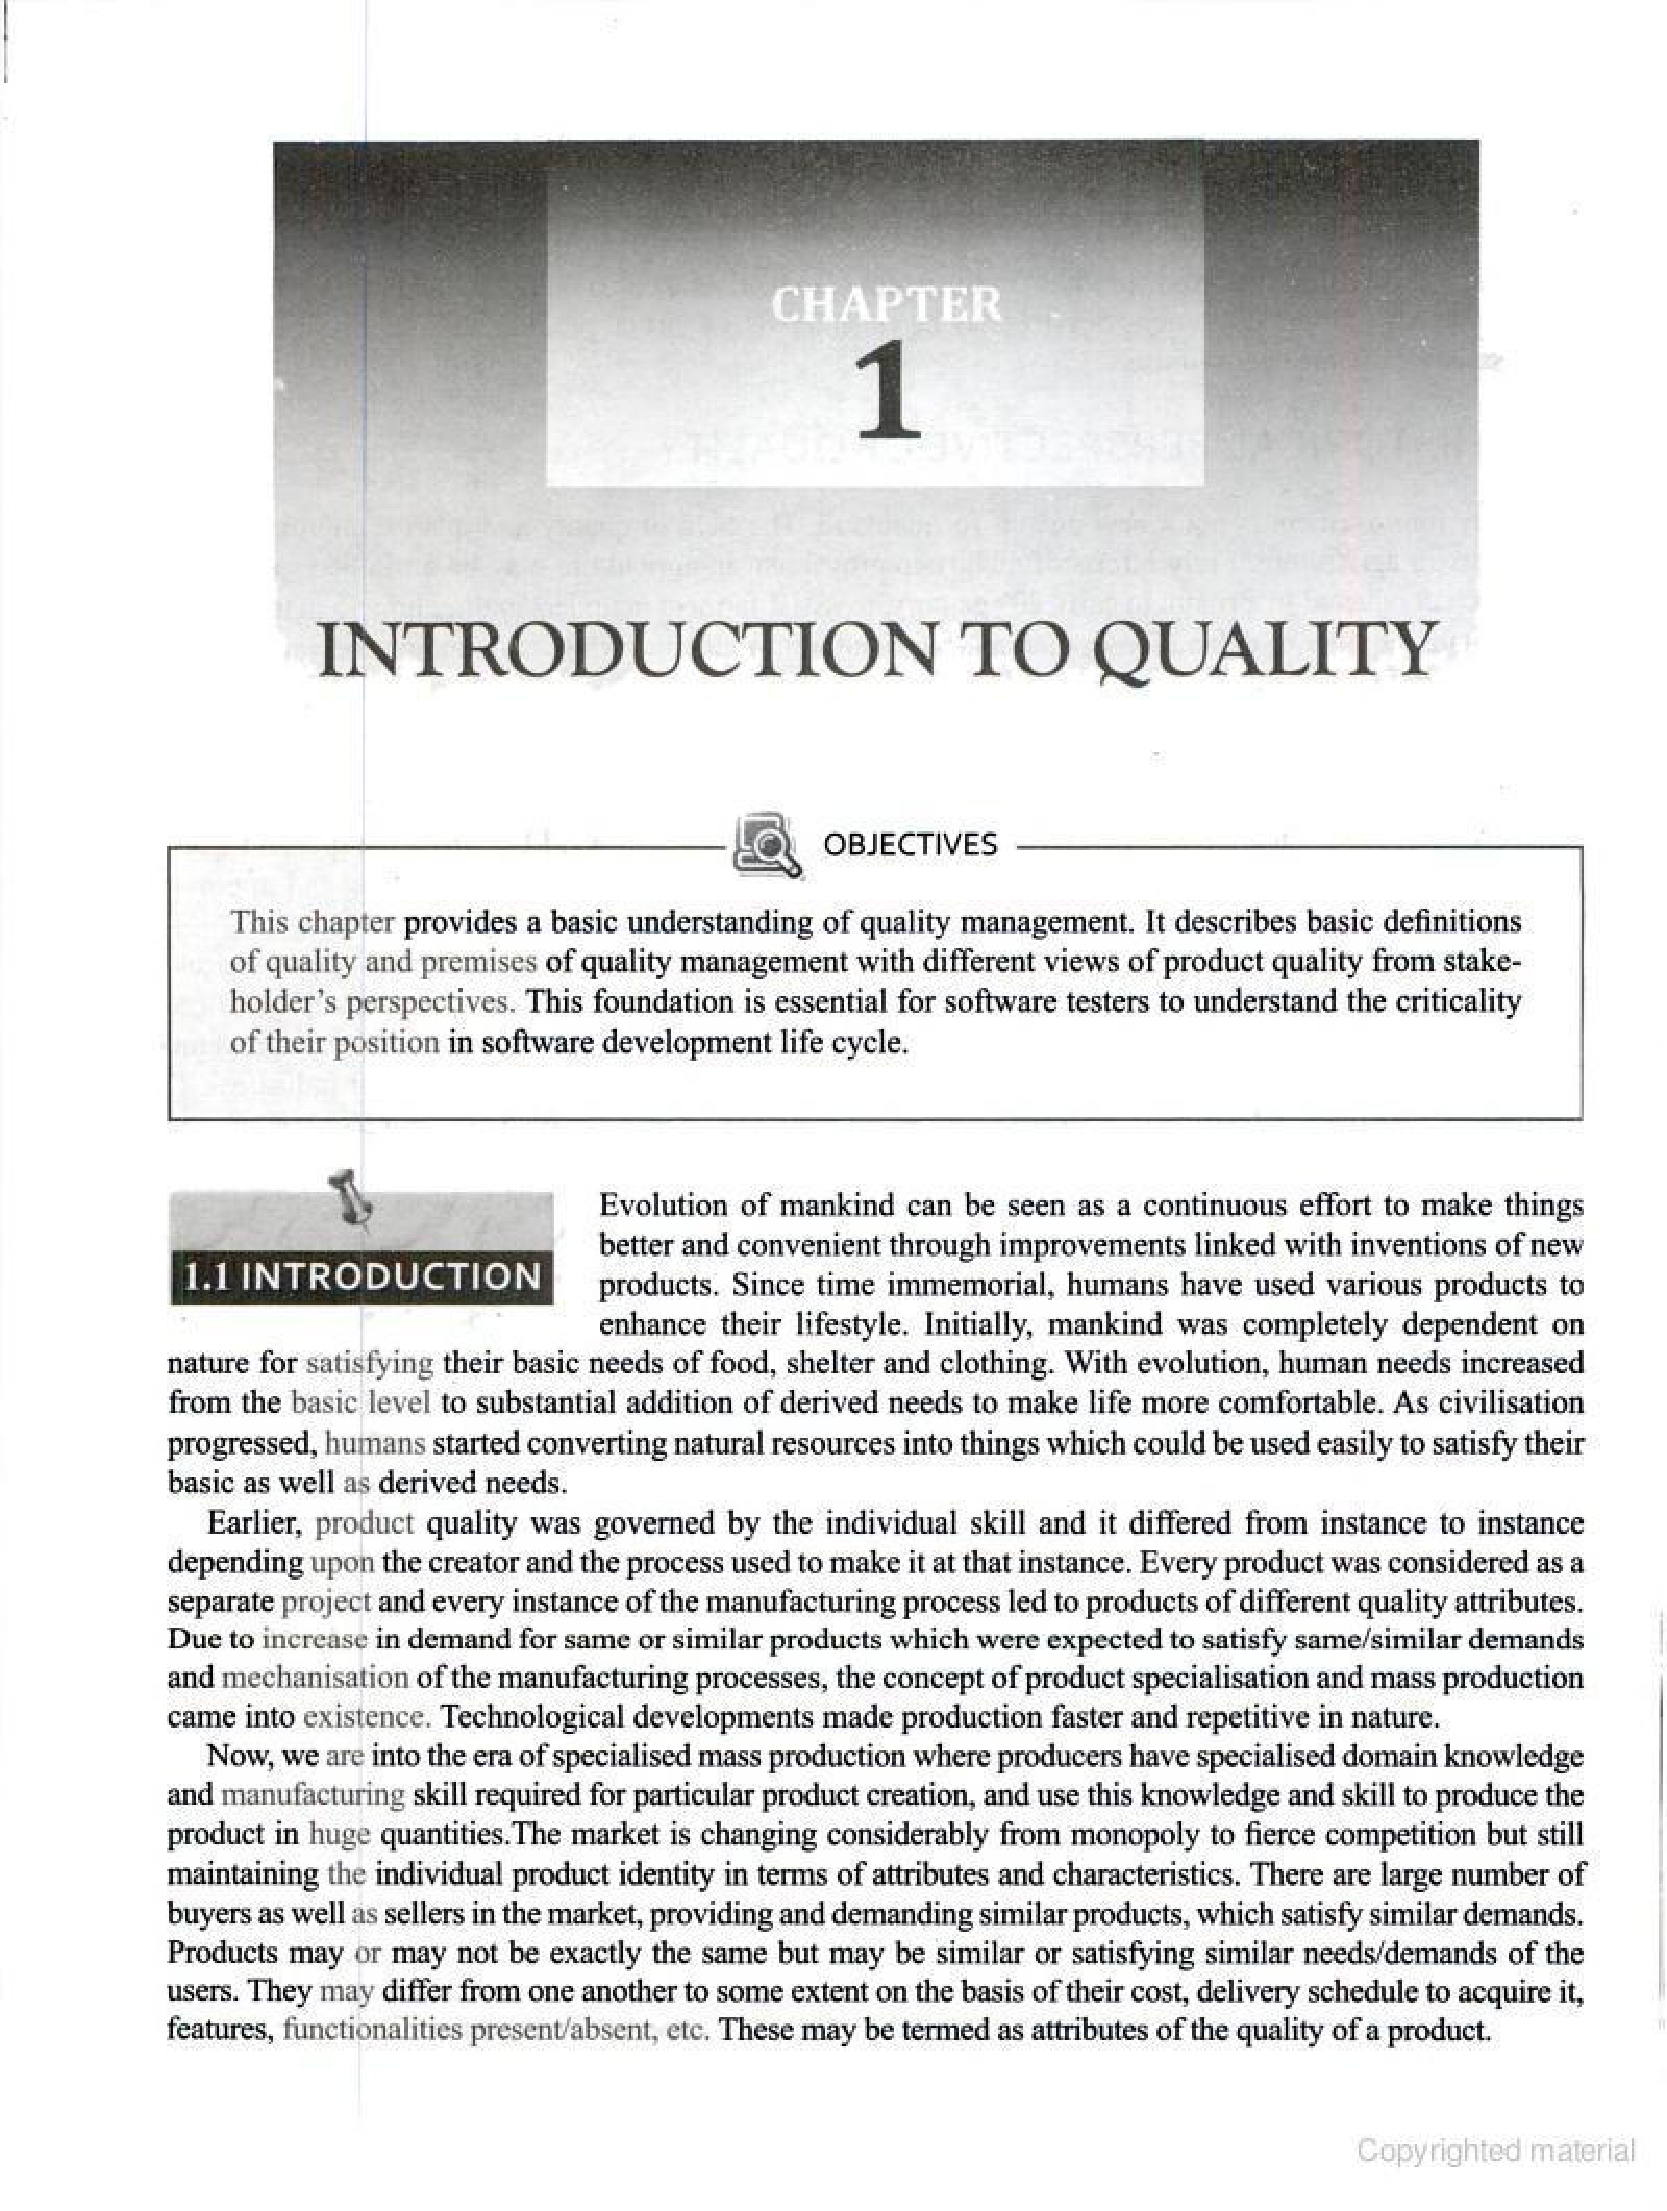 CHAPTER
1
INTRODUCTION TO QUALITY
OBJECTIVES
This chapter provides a basic understanding of quality management. It describes basic definitions
of quality and premises of quality management with different views of product quality from stake-
holder's perspectives. This foundation is essential for software testers to understand the criticality
of their position in software development life cycle.
1.1 INTRODUCTION
Evolution of mankind can be seen as a continuous effort to make things
better and convenient through improvements linked with inventions of new
products. Since time immemorial, humans have used various products to
enhance their lifestyle. Initially, mankind was completely dependent on
nature for satisfying their basic needs of food, shelter and clothing. With evolution, human needs increased
from the basic level to substantial addition of derived needs to make life more comfortable. As civilisation
progressed, humans started converting natural resources into things which could be used easily to satisfy their
basic as well as derived needs.
Earlier, product quality was governed by the individual skill and it differed from instance to instance
depending upon the creator and the process used to make it at that instance. Every product was considered as a
separate project and every instance of the manufacturing process led to products of different quality attributes.
Due to increase in demand for same or similar products which were expected to satisfy same/similar demands
and mechanisation of the manufacturing processes, the concept of product specialisation and mass production
came into existence. Technological developments made production faster and repetitive in nature.
Now, we are into the era of specialised mass production where producers have specialised domain knowledge
and manufacturing skill required for particular product creation, and use this knowledge and skill to produce the
product in huge quantities.The market is changing considerably from monopoly to fierce competition but still
maintaining the individual product identity in terms of attributes and characteristics. There are large number of
buyers as well as sellers in the market, providing and demanding similar products, which satisfy similar demands.
Products may or may not be exactly the same but may be similar or satisfying similar needs/demands of the
users. They may differ from one another to some extent on the basis of their cost, delivery schedule to acquire it,
features, functionalities present/absent, etc. These may be termed as attributes of the quality of a product.
Copyrighted material